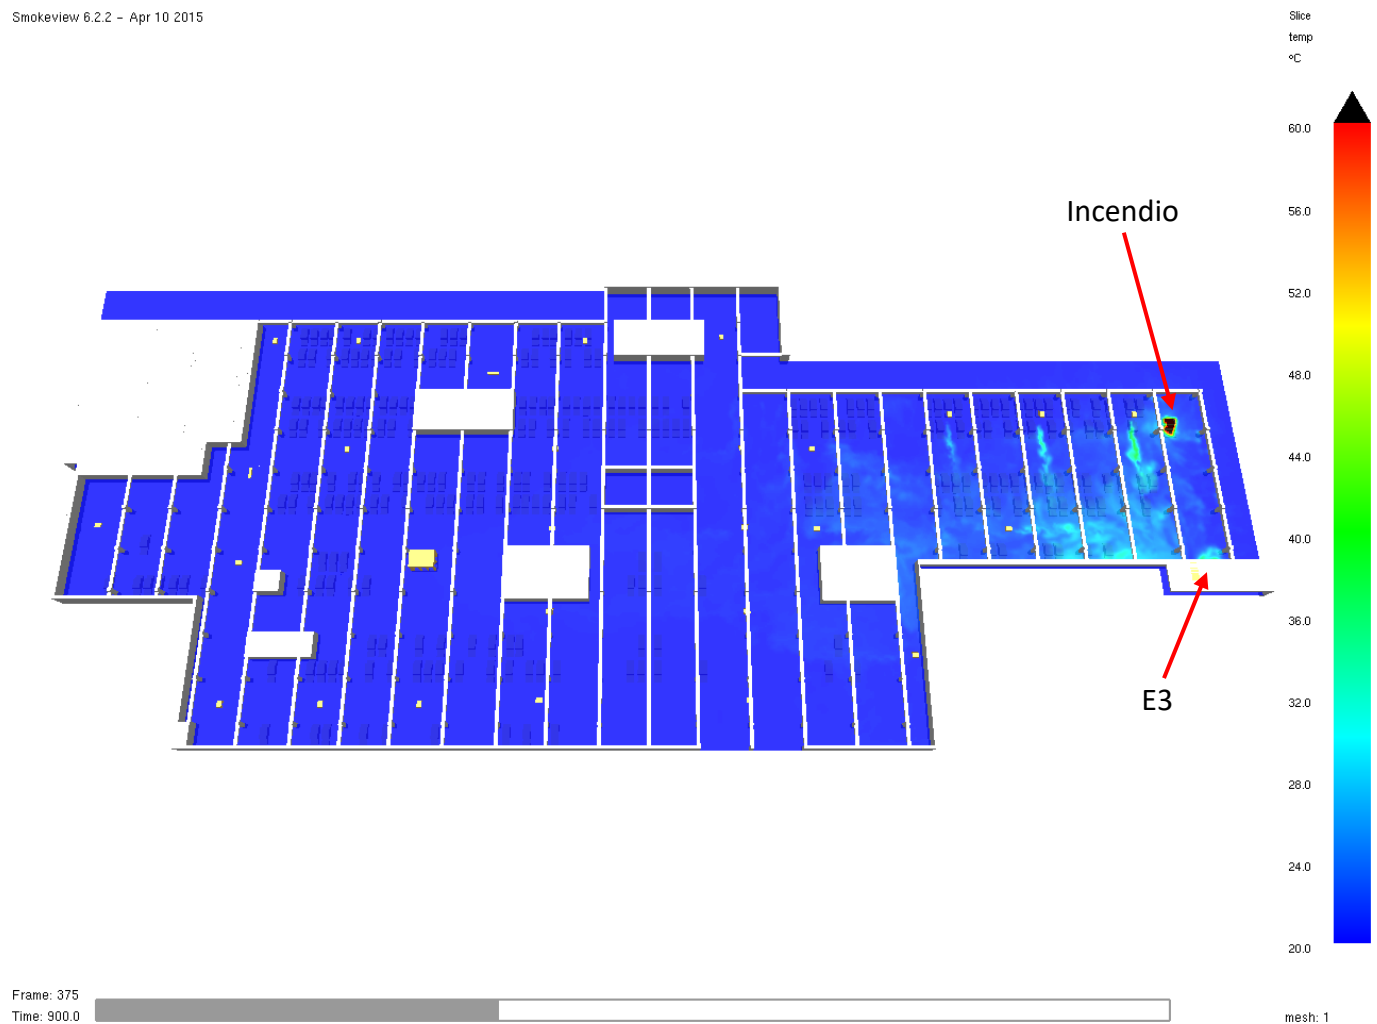 Smokeview 6.2.2 - Apr 10 2015
Slice
temp
°C
60.0
56.0
52.0
48.0
44.0
40.0
36.0
32.0
28.0
24.0
20.0
Incendio
E3
Frame: 375
Time: 900.0
mesh: 1